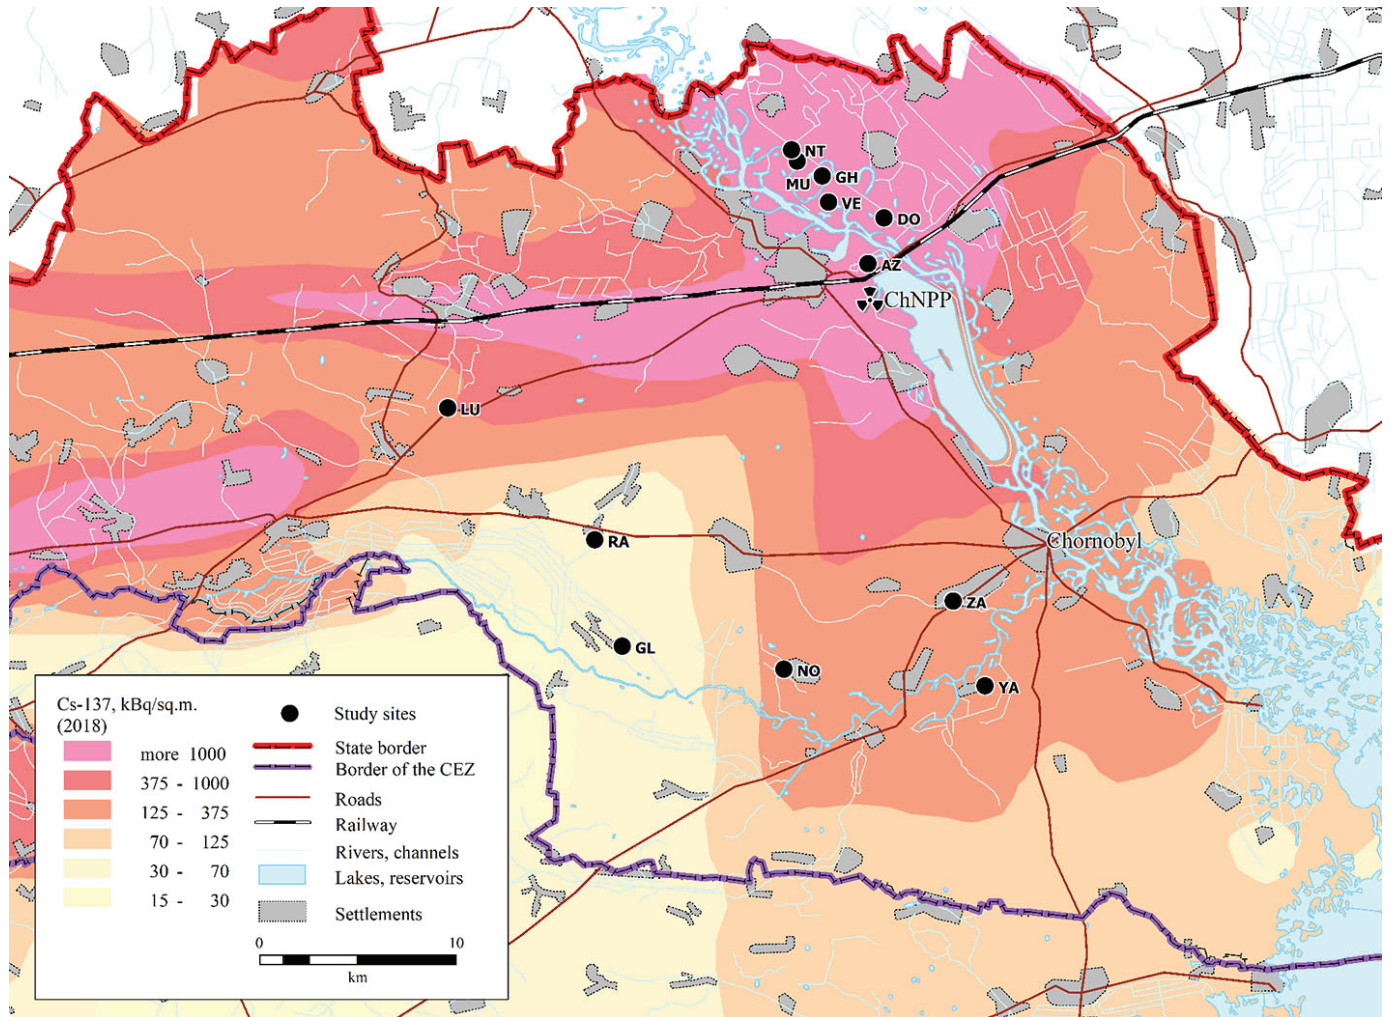 NT
MU
GH
VE
DO
AZ
ChNPP
LU
RA
Chornobyl
ZA
GL
NO
YA
Cs-137, kBq/sq.m.
(2018)
more 1000
375 - 1000
125 - 375
70 - 125
30 - 70
15 - 30
Study sites
State border
Border of the CEZ
Roads
Railway
Rivers, channels
Lakes, reservoirs
Settlements
0 10
km